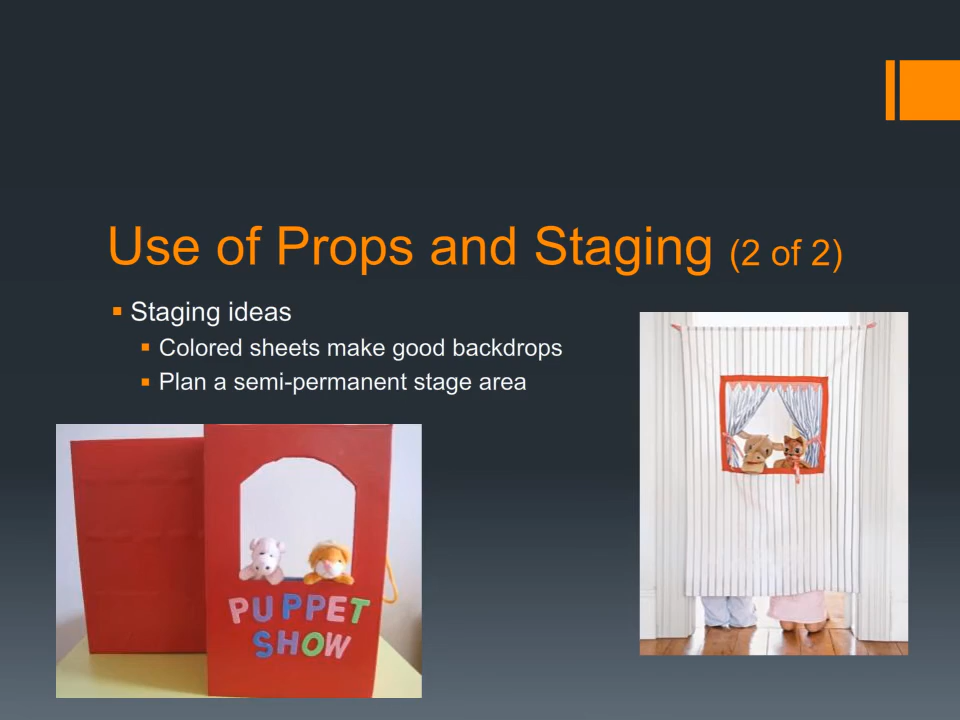 Use of Props and Staging (2 of 2)
Staging ideas
Colored sheets make good backdrops
Plan a semi-permanent stage area
PUPPET
SHOW